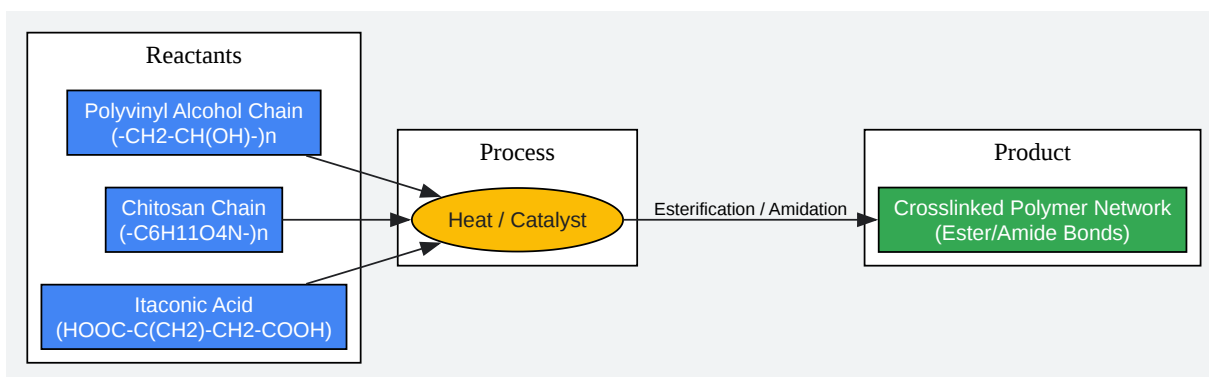 Reactants
Polyvinyl Alcohol Chain
(-CH2-CH(OH)-)n
Chitosan Chain
(-C6H11O4N-)n
Itaconic Acid
(HOOC-C(CH2)-CH2-COOH)
Process
Heat / Catalyst
Esterification / Amidation
Product
Crosslinked Polymer Network
(Ester/Amide Bonds)